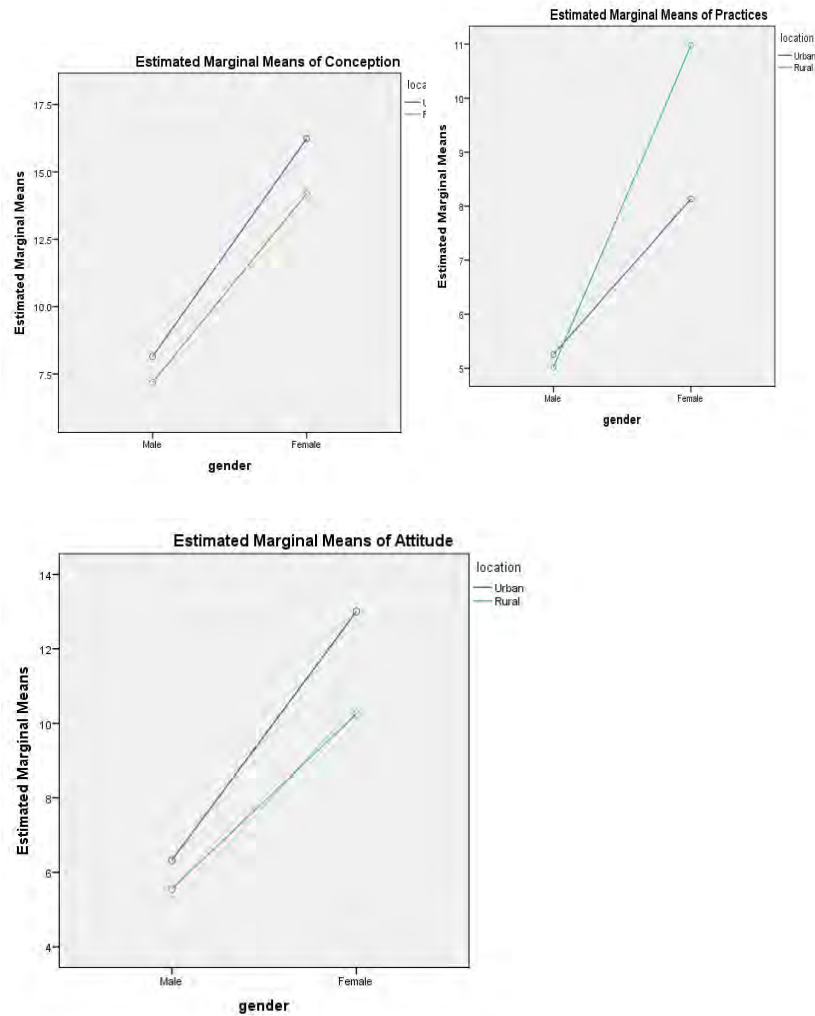 Estimated Marginal Means of Conception
loca
17.5
15.0
12.5
10.0
7.5
Estimated Marginal Means
Male
Female
gender
Estimated Marginal Means of Practices
location
Urban
Rural
11
10
9
8
7
6
5
Estimated Marginal Means
Male
Female
gender
Estimated Marginal Means of Attitude
location
Urban
Rural
14
12
10
8
6
4
Estimated Marginal Means
Male
Female
gender